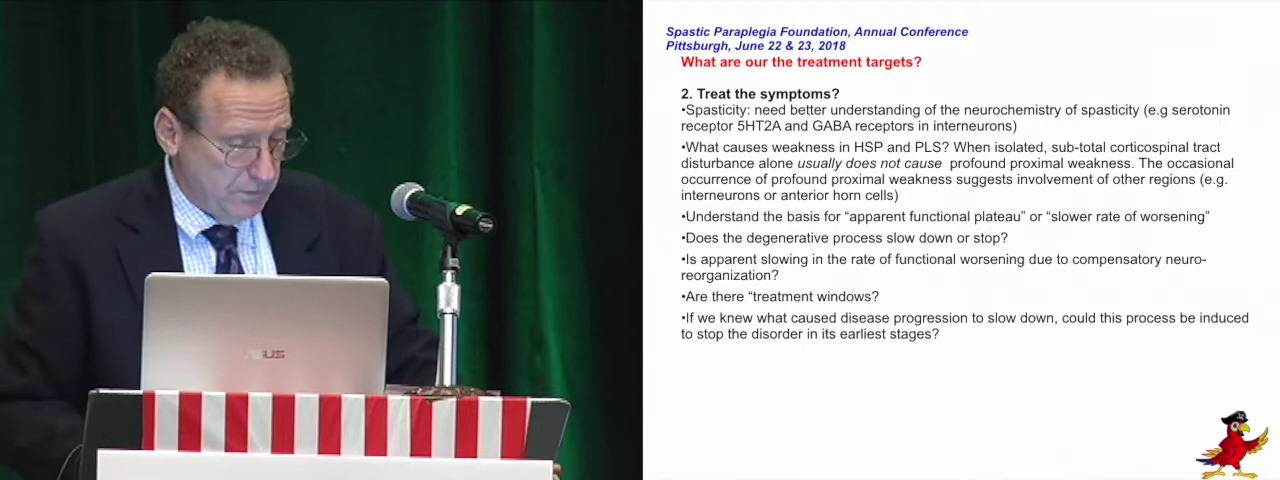 Spastic Paraplegia Foundation, Annual Conference
Pittsburgh, June 22 & 23, 2018
What are our the treatment targets?
2. Treat the symptoms?
•Spasticity: need better understanding of the neurochemistry of spasticity (e.g serotonin
receptor 5HT2A and GABA receptors in interneurons)
•What causes weakness in HSP and PLS? When isolated, sub-total corticospinal tract
disturbance alone usually does not cause profound proximal weakness. The occasional
occurrence of profound proximal weakness suggests involvement of other regions (e.g.
interneurons or anterior horn cells)
•Understand the basis for “apparent functional plateau” or “slower rate of worsening”
•Does the degenerative process slow down or stop?
•Is apparent slowing in the rate of functional worsening due to compensatory neuro-
reorganization?
•Are there “treatment windows?
•If we knew what caused disease progression to slow down, could this process be induced
to stop the disorder in its earliest stages?
ASUS